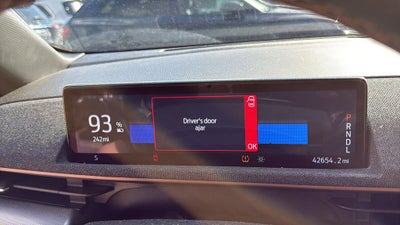 93 %
242mi
Driver's door
ajar
OK
P
R
N
D
L
S
42654.2 mi